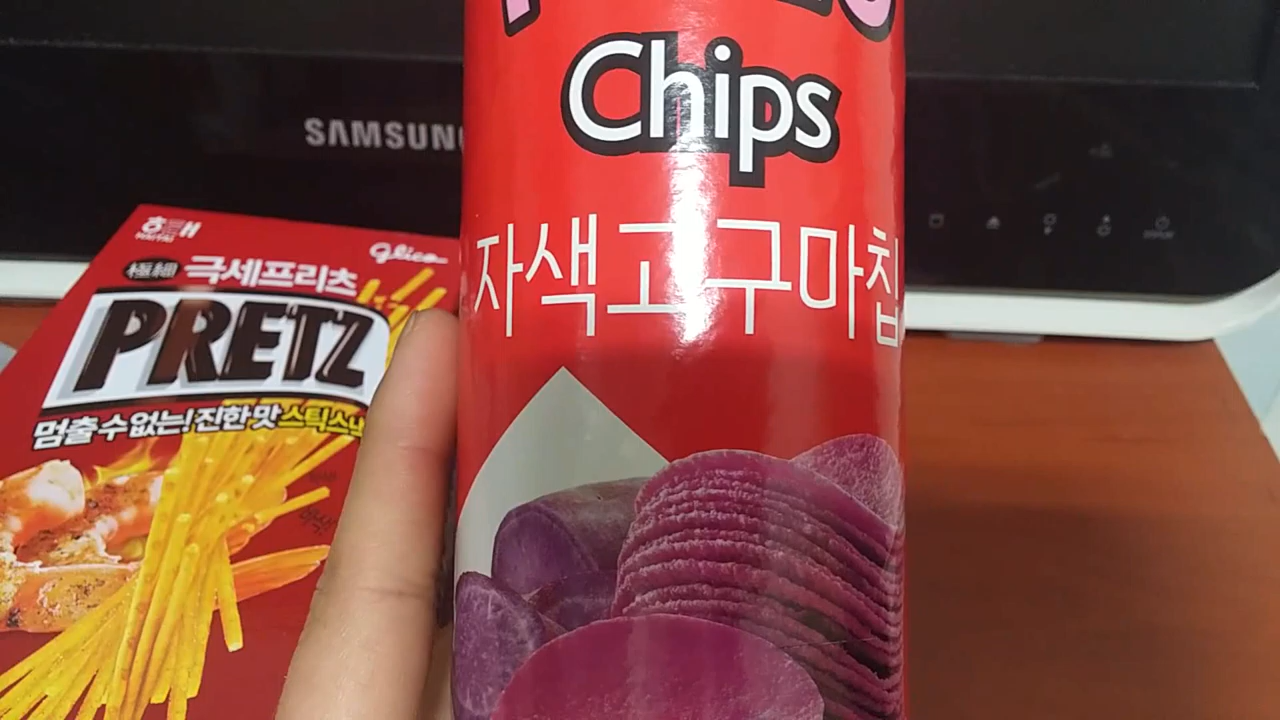 Chips
자색고구마칩
SAMSUNG
해태
HAITAI
Glico
極細 극세프리츠
PRETZ
멈출 수 없는! 진한맛 스틱스낵